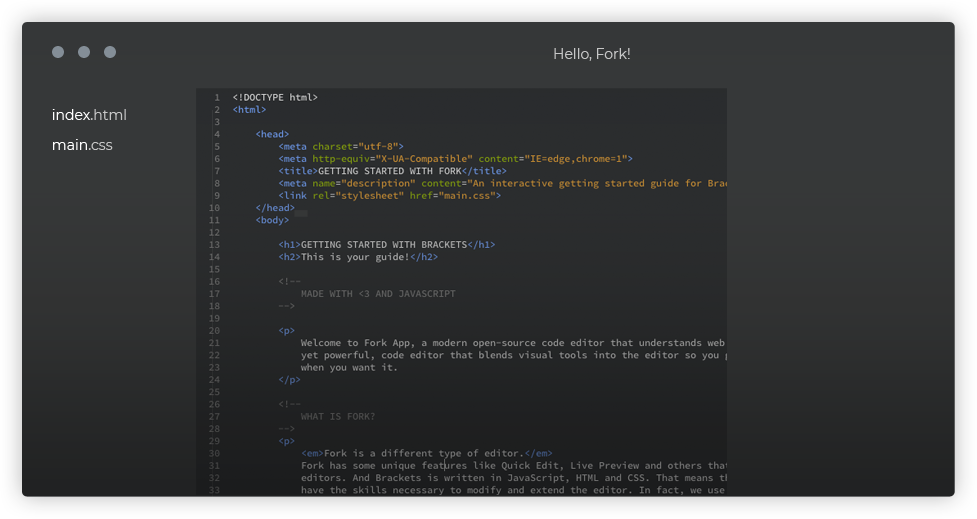 Hello, Fork!
index.html
main.css
1 <!DOCTYPE html>
2 <html>
3
4 <head>
5 <meta charset="utf-8">
6 <meta http-equiv="X-UA-Compatible" content="IE=edge,chrome=1">
7 <title>GETTING STARTED WITH FORK</title>
8 <meta name="description" content="An interactive getting started guide for Brac
9 <link rel="stylesheet" href="main.css">
10 </head>
11 <body>
12
13 <h1>GETTING STARTED WITH BRACKETS</h1>
14 <h2>This is your guide!</h2>
15
16 <!--
17 MADE WITH <3 AND JAVASCRIPT
18 -->
19
20 <p>
21 Welcome to Fork App, a modern open-source code editor that understands web
22 yet powerful, code editor that blends visual tools into the editor so you g
23 when you want it.
24 </p>
25
26 <!--
27 WHAT IS FORK?
28 -->
29 <p>
30 <em>Fork is a different type of editor.</em>
31 Fork has some unique features like Quick Edit, Live Preview and others that
32 editors. And Brackets is written in JavaScript, HTML and CSS. That means th
33 have the skills necessary to modify and extend the editor. In fact, we use